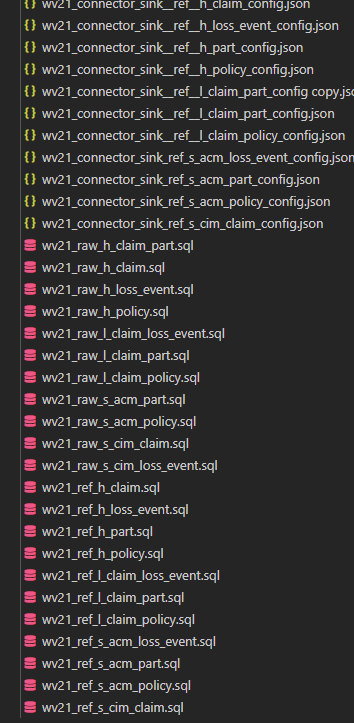 wv21_connector_sink__ref__h_claim_config.json
wv21_connector_sink__ref__h_loss_event_config.json
wv21_connector_sink__ref__h_part_config.json
wv21_connector_sink__ref__h_policy_config.json
wv21_connector_sink__ref__l_claim_part_config copy.jso
wv21_connector_sink__ref__l_claim_part_config.json
wv21_connector_sink__ref__l_claim_policy_config.json
wv21_connector_sink_ref_s_acm_loss_event_config.json
wv21_connector_sink_ref_s_acm_part_config.json
wv21_connector_sink_ref_s_acm_policy_config.json
wv21_connector_sink_ref_s_cim_claim_config.json
wv21_raw_h_claim_part.sql
wv21_raw_h_claim.sql
wv21_raw_h_loss_event.sql
wv21_raw_h_policy.sql
wv21_raw_l_claim_loss_event.sql
wv21_raw_l_claim_part.sql
wv21_raw_l_claim_policy.sql
wv21_raw_s_acm_part.sql
wv21_raw_s_acm_policy.sql
wv21_raw_s_cim_claim.sql
wv21_raw_s_cim_loss_event.sql
wv21_ref_h_claim.sql
wv21_ref_h_loss_event.sql
wv21_ref_h_part.sql
wv21_ref_h_policy.sql
wv21_ref_l_claim_loss_event.sql
wv21_ref_l_claim_part.sql
wv21_ref_l_claim_policy.sql
wv21_ref_s_acm_loss_event.sql
wv21_ref_s_acm_part.sql
wv21_ref_s_acm_policy.sql
wv21_ref_s_cim_claim.sql